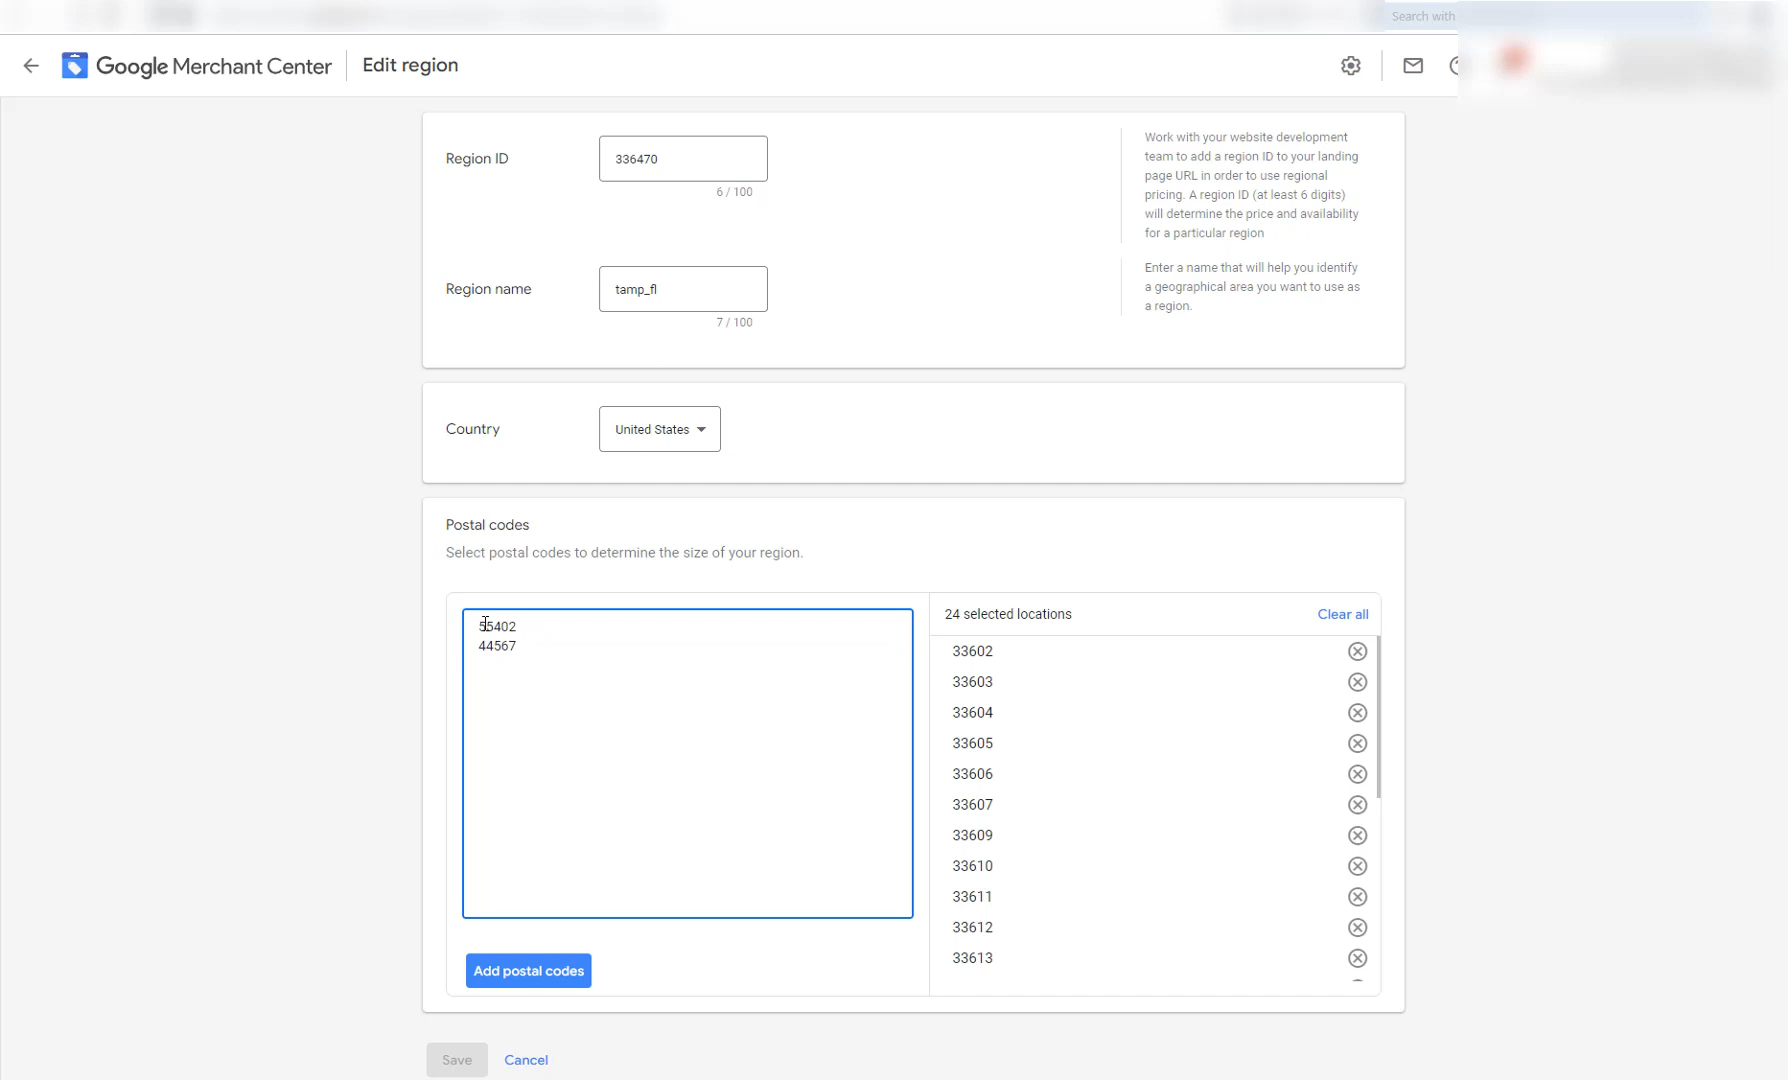 Search with
Google Merchant Center
Edit region
Region ID
336470
6 / 100
Work with your website development
team to add a region ID to your landing
page URL in order to use regional
pricing. A region ID (at least 6 digits)
will determine the price and availability
for a particular region
Region name
tamp_fl
7 / 100
Enter a name that will help you identify
a geographical area you want to use as
a region.
Country
United States
Postal codes
Select postal codes to determine the size of your region.
55402
44567
Add postal codes
24 selected locations
Clear all
33602
33603
33604
33605
33606
33607
33609
33610
33611
33612
33613
Save
Cancel